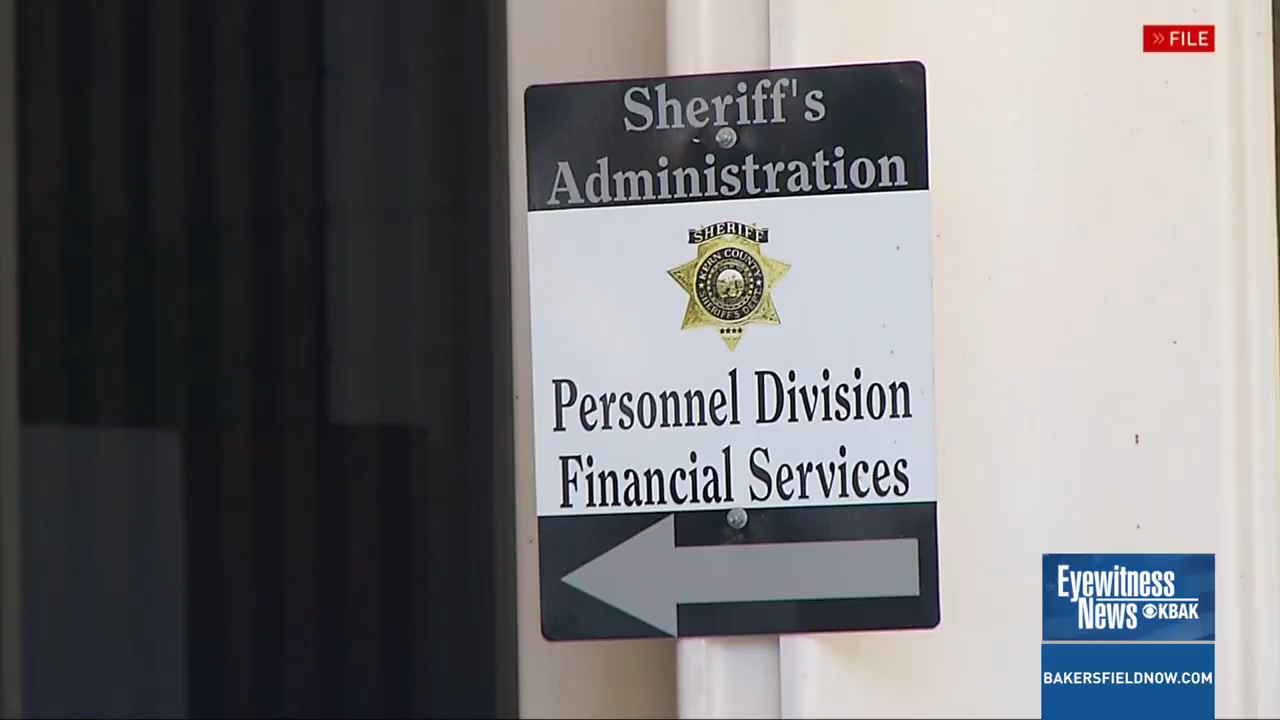 » FILE
Sheriff's
Administration
SHERIFF
KERN COUNTY
SHERIFF'S DEPT.
Personnel Division
Financial Services
Eyewitness
News KBAK
BAKERSFIELDNOW.COM